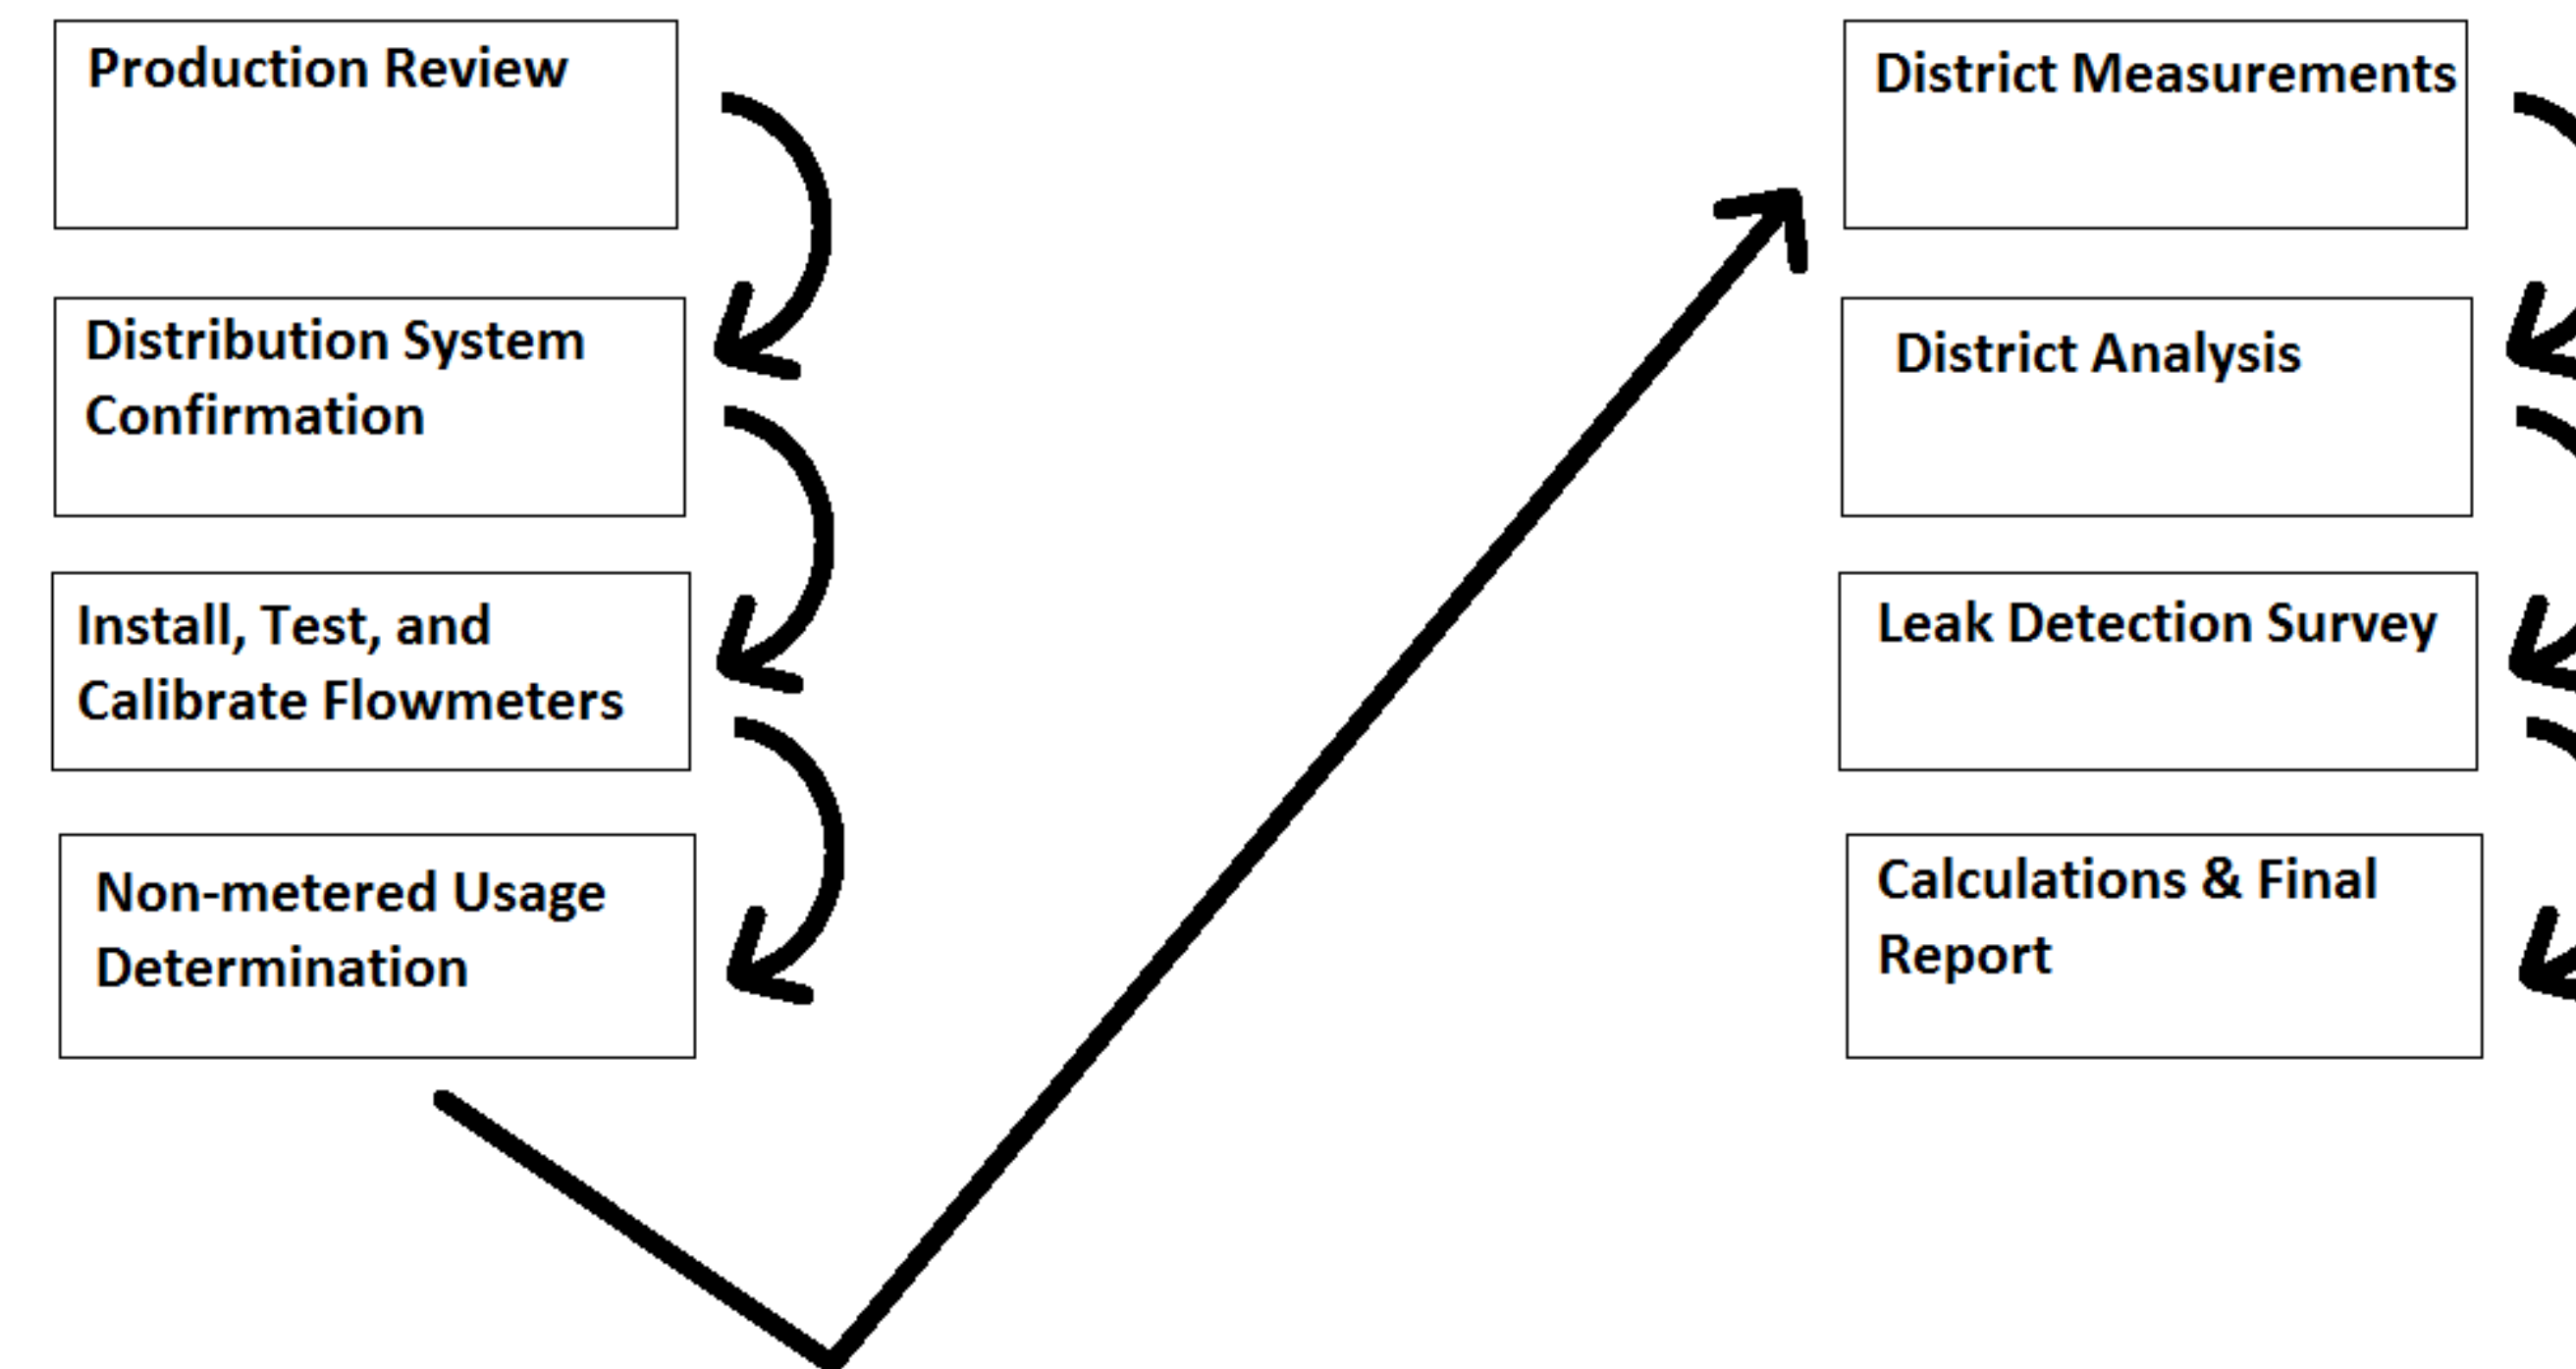 Production Review
Distribution System
Confirmation
Install, Test, and
Calibrate Flowmeters
Non-metered Usage
Determination
District Measurements
District Analysis
Leak Detection Survey
Calculations & Final
Report